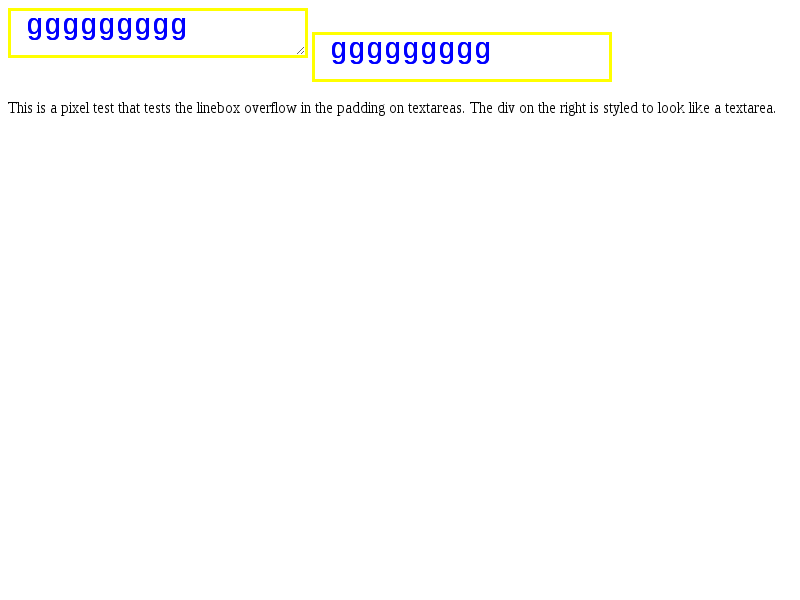 ggggggggg
ggggggggg
This is a pixel test that tests the linebox overflow in the padding on textareas. The div on the right is styled to look like a textarea.